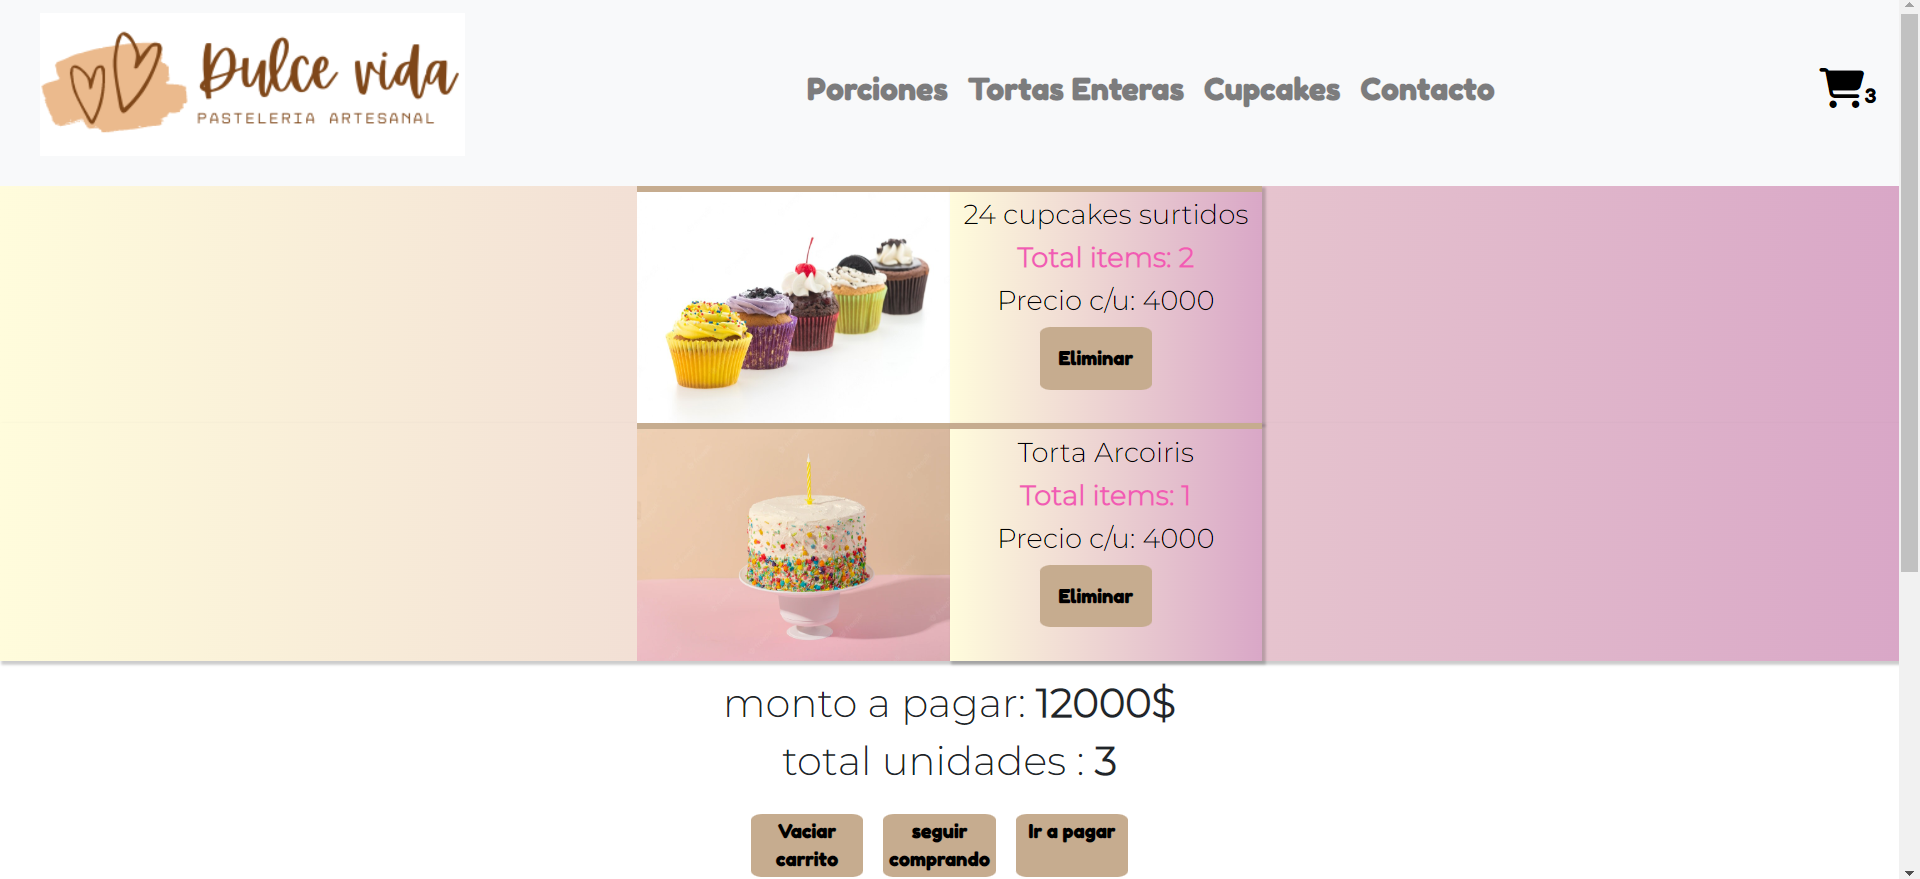 Dulce vida
PASTELERIA ARTESANAL
Porciones Tortas Enteras Cupcakes Contacto
3
24 cupcakes surtidos
Total items: 2
Precio c/u: 4000
Eliminar
Torta Arcoiris
Total items: 1
Precio c/u: 4000
Eliminar
monto a pagar: 12000$
total unidades : 3
Vaciar
carrito
seguir
comprando
Ir a pagar